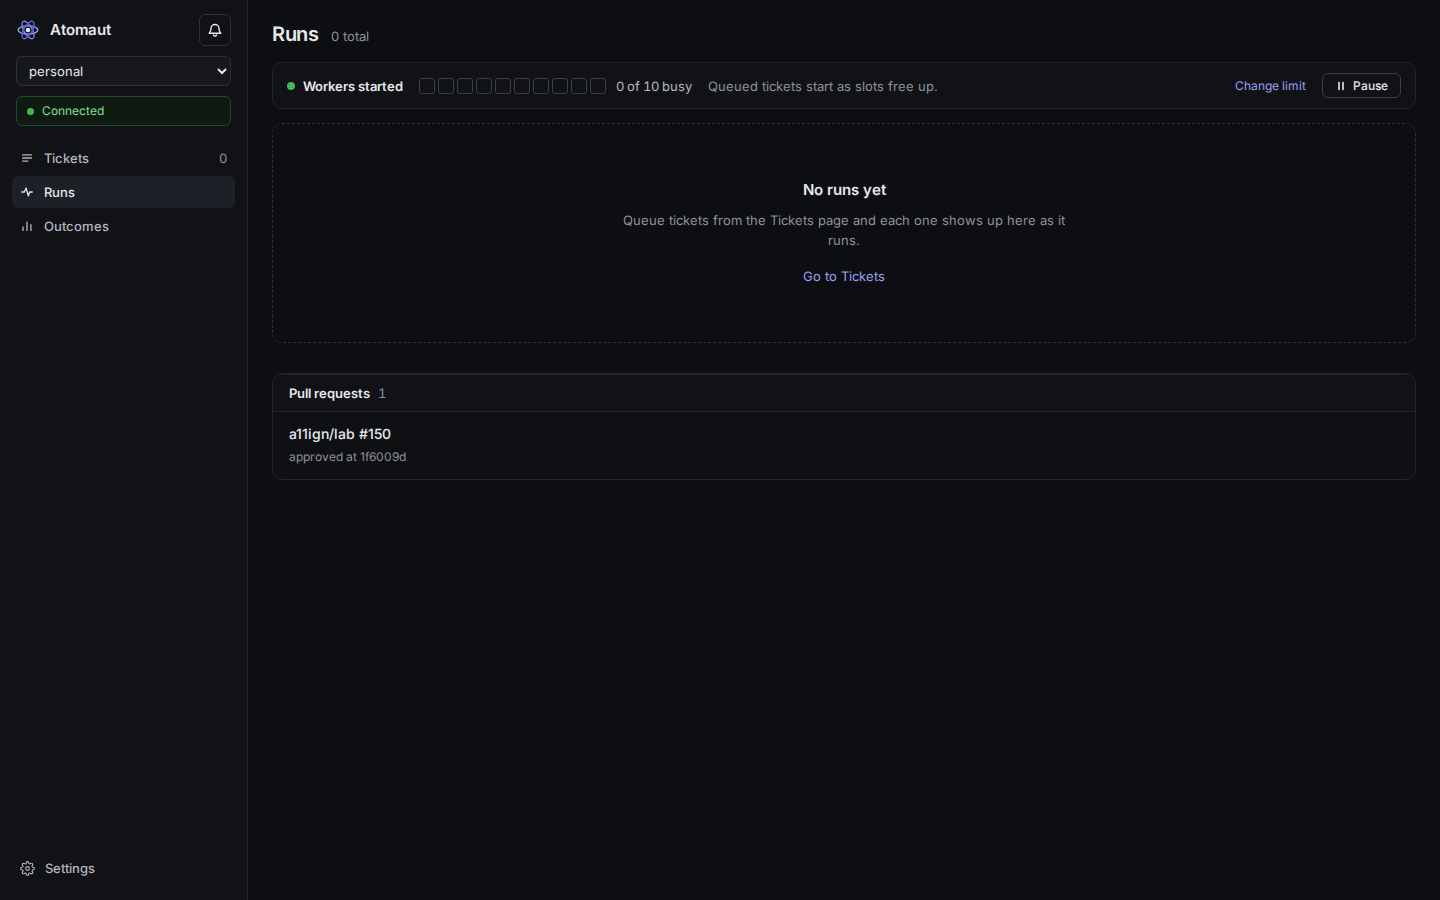 Atomaut
personal
Connected
Tickets 0
Runs
Outcomes
Settings
Runs 0 total
Workers started 0 of 10 busy Queued tickets start as slots free up. Change limit Pause
No runs yet
Queue tickets from the Tickets page and each one shows up here as it
runs.
Go to Tickets
Pull requests 1
a11ign/lab #150
approved at 1f6009d